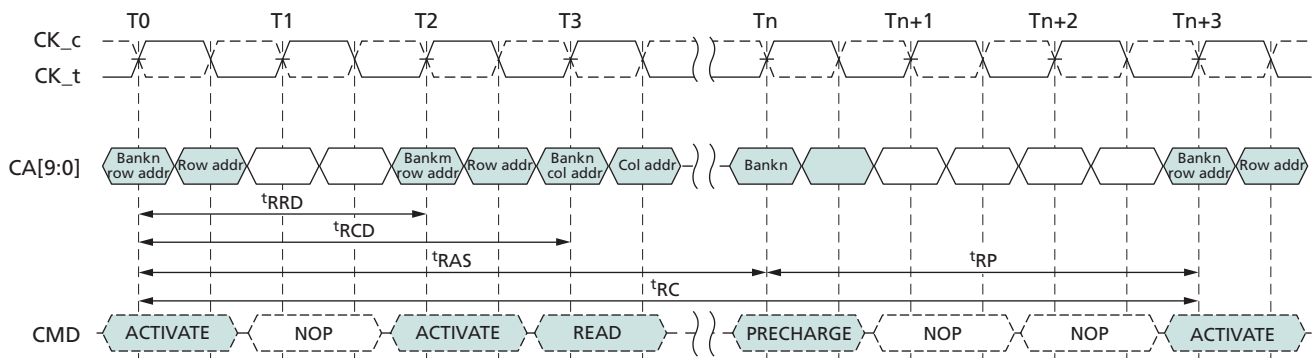 T0 T1 T2 T3 Tn Tn+1 Tn+2 Tn+3
CK_c
CK_t
CA[9:0]
Bankn row addr
Row addr
Bankm row addr
Row addr
Bankn col addr
Col addr
Bankn
Bankn row addr
Row addr
tRRD
tRCD
tRAS
tRP
tRC
CMD ACTIVATE NOP ACTIVATE READ PRECHARGE NOP NOP ACTIVATE